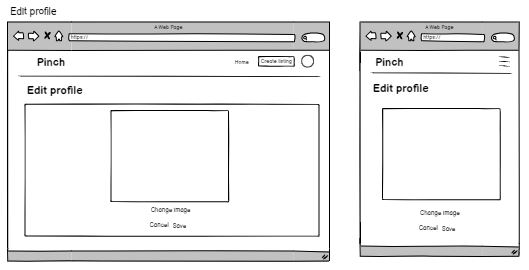 Edit profile
A Web Page
https://
Pinch
Home
Create listing
Edit profile
Change image
Cancel Save
A Web Page
https://
Pinch
Edit profile
Change image
Cancel Save